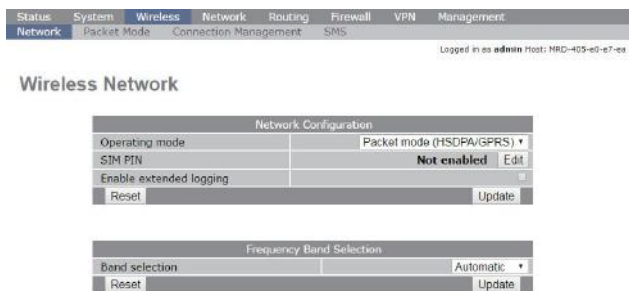 Status System Wireless Network Routing Firewall VPN Management
Network Packet Mode Connection Management SMS
Logged in as admin Host: MRD-405-e0-e7-ea
Wireless Network
Network Configuration
Operating mode Packet mode (HSDPA/GPRS)
SIM PIN Not enabled Edit
Enable extended logging
Reset Update
Frequency Band Selection
Band selection Automatic
Reset Update